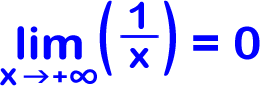 lim (1/x) = 0
x→+∞